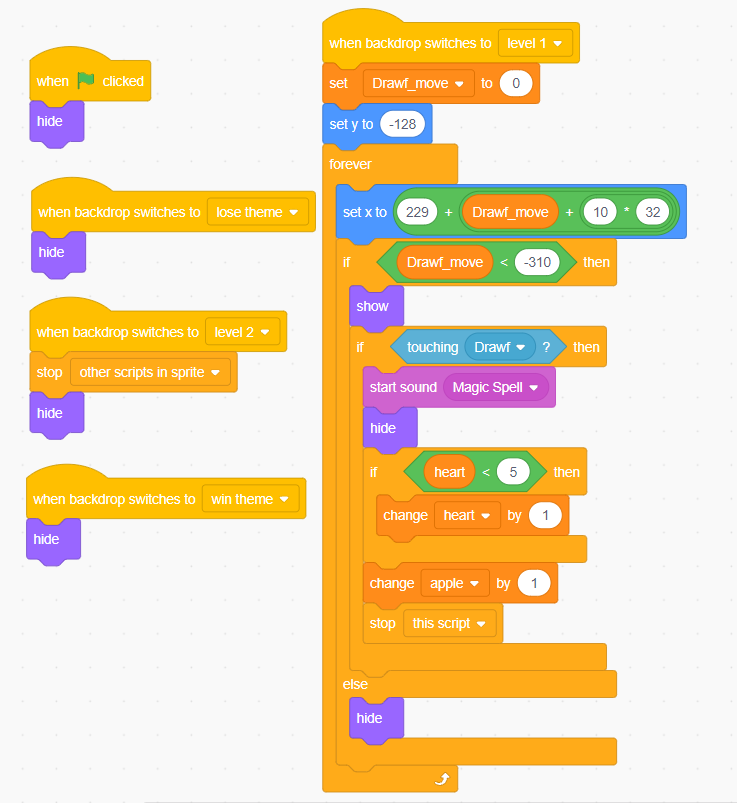 when clicked
hide
when backdrop switches to lose theme
hide
when backdrop switches to level 2
stop other scripts in sprite
hide
when backdrop switches to win theme
hide
when backdrop switches to level 1
set Drawf_move to 0
set y to -128
forever
set x to 229 + Drawf_move + 10 * 32
if Drawf_move < -310 then
show
if touching Drawf ? then
start sound Magic Spell
hide
if heart < 5 then
change heart by 1
change apple by 1
stop this script
else
hide